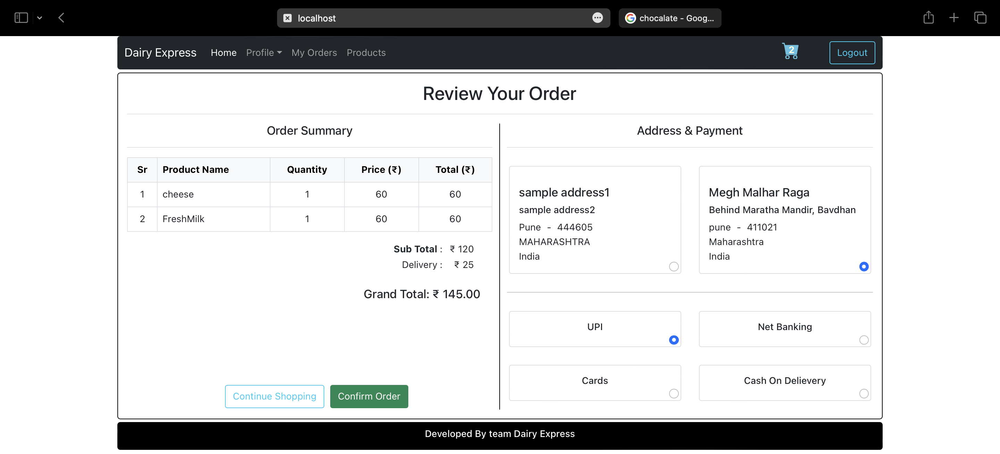 localhost
chocalate - Goog...
Dairy Express Home Profile My Orders Products 2 Logout
Review Your Order
Order Summary
Sr Product Name Quantity Price (₹) Total (₹)
1 cheese 1 60 60
2 FreshMilk 1 60 60
Sub Total : ₹ 120
Delivery : ₹ 25
Grand Total: ₹ 145.00
Continue Shopping Confirm Order
Address & Payment
sample address1
sample address2
Pune - 444605
MAHARASHTRA
India
Megh Malhar Raga
Behind Maratha Mandir, Bavdhan
pune - 411021
Maharashtra
India
UPI
Net Banking
Cards
Cash On Delievery
Developed By team Dairy Express